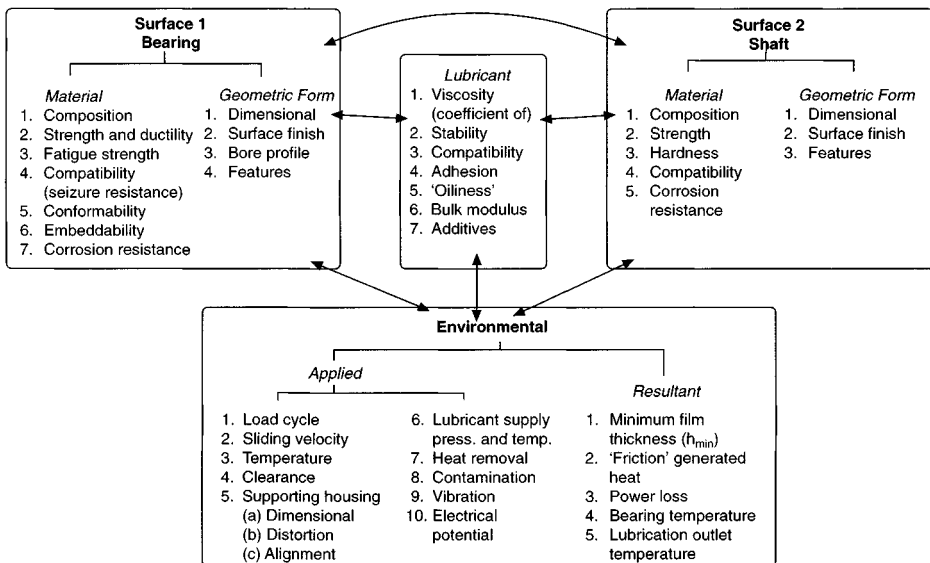 Surface 1
Bearing
Material
1. Composition
2. Strength and ductility
3. Fatigue strength
4. Compatibility
(seizure resistance)
5. Conformability
6. Embeddability
7. Corrosion resistance
Geometric Form
1. Dimensional
2. Surface finish
3. Bore profile
4. Features
Lubricant
1. Viscosity
(coefficient of)
2. Stability
3. Compatibility
4. Adhesion
5. 'Oiliness'
6. Bulk modulus
7. Additives
Surface 2
Shaft
Material
1. Composition
2. Strength
3. Hardness
4. Compatibility
5. Corrosion
resistance
Geometric Form
1. Dimensional
2. Surface finish
3. Features
Environmental
Applied
1. Load cycle
2. Sliding velocity
3. Temperature
4. Clearance
5. Supporting housing
(a) Dimensional
(b) Distortion
(c) Alignment
6. Lubricant supply
press. and temp.
7. Heat removal
8. Contamination
9. Vibration
10. Electrical
potential
Resultant
1. Minimum film
thickness (hmin)
2. 'Friction' generated
heat
3. Power loss
4. Bearing temperature
5. Lubrication outlet
temperature